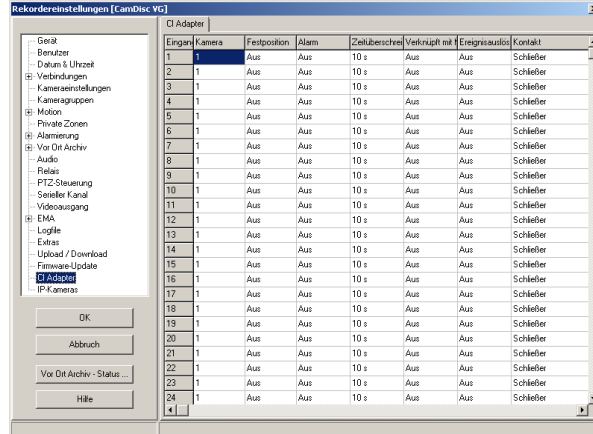 Rekordereinstellungen [CamDisc VG]
Gerät
Benutzer
Datum & Uhrzeit
Verbindungen
Kameraeinstellungen
Kameragruppen
Motion
Private Zonen
Alarmierung
Vor Ort Archiv
Audio
Relais
PTZ-Steuerung
Serieller Kanal
Videoausgang
EMA
Logfile
Extras
Upload / Download
Firmware-Update
CI Adapter
IP-Kameras
OK
Abbruch
Vor Ort Archiv - Status ...
Hilfe
CI Adapter
Eingang Kamera Festposition Alarm Zeitüberschrei Verknüpft mit Ereignisauslös Kontakt
1 1 Aus Aus 10 s Aus Aus Schließer
2 1 Aus Aus 10 s Aus Aus Schließer
3 1 Aus Aus 10 s Aus Aus Schließer
4 1 Aus Aus 10 s Aus Aus Schließer
5 1 Aus Aus 10 s Aus Aus Schließer
6 1 Aus Aus 10 s Aus Aus Schließer
7 1 Aus Aus 10 s Aus Aus Schließer
8 1 Aus Aus 10 s Aus Aus Schließer
9 1 Aus Aus 10 s Aus Aus Schließer
10 1 Aus Aus 10 s Aus Aus Schließer
11 1 Aus Aus 10 s Aus Aus Schließer
12 1 Aus Aus 10 s Aus Aus Schließer
13 1 Aus Aus 10 s Aus Aus Schließer
14 1 Aus Aus 10 s Aus Aus Schließer
15 1 Aus Aus 10 s Aus Aus Schließer
16 1 Aus Aus 10 s Aus Aus Schließer
17 1 Aus Aus 10 s Aus Aus Schließer
18 1 Aus Aus 10 s Aus Aus Schließer
19 1 Aus Aus 10 s Aus Aus Schließer
20 1 Aus Aus 10 s Aus Aus Schließer
21 1 Aus Aus 10 s Aus Aus Schließer
22 1 Aus Aus 10 s Aus Aus Schließer
23 1 Aus Aus 10 s Aus Aus Schließer
24 1 Aus Aus 10 s Aus Aus Schließer